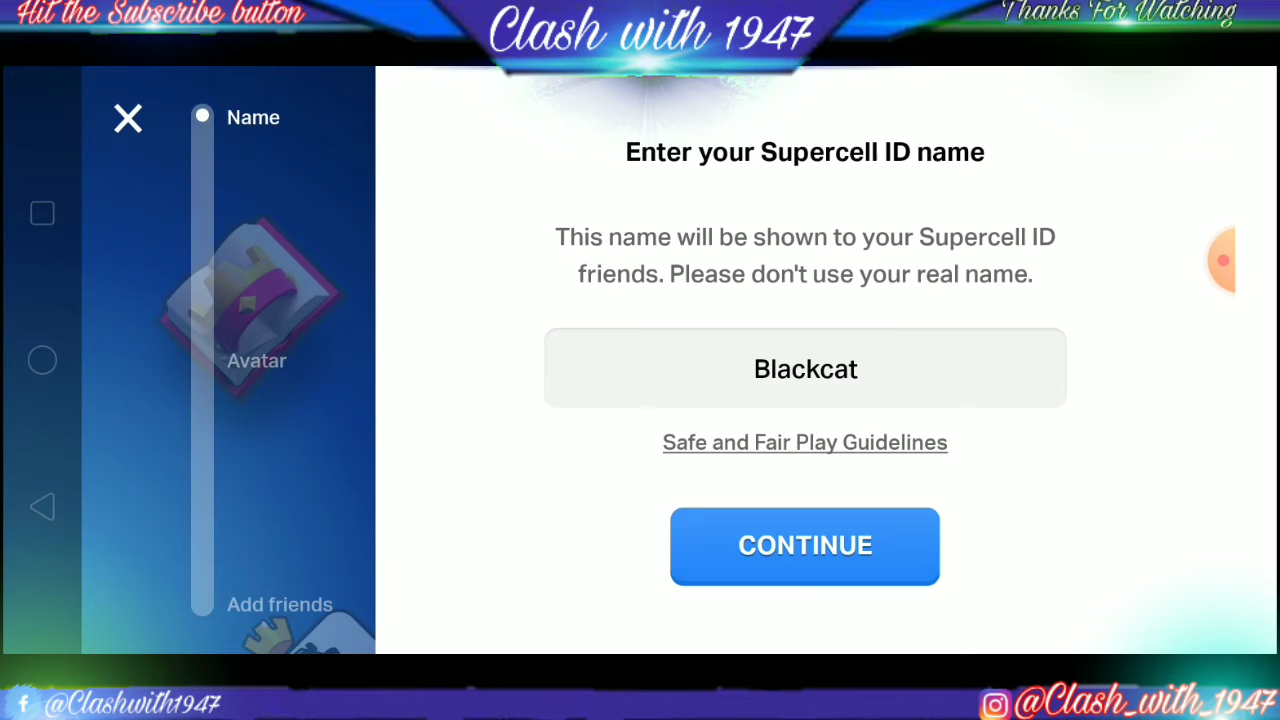 Hit the Subscribe button
Clash with 1947
Thanks For Watching
Name
Enter your Supercell ID name
This name will be shown to your Supercell ID
friends. Please don't use your real name.
Avatar
Blackcat
Safe and Fair Play Guidelines
CONTINUE
Add friends
@Clashwith1947
@Clash_with_1947